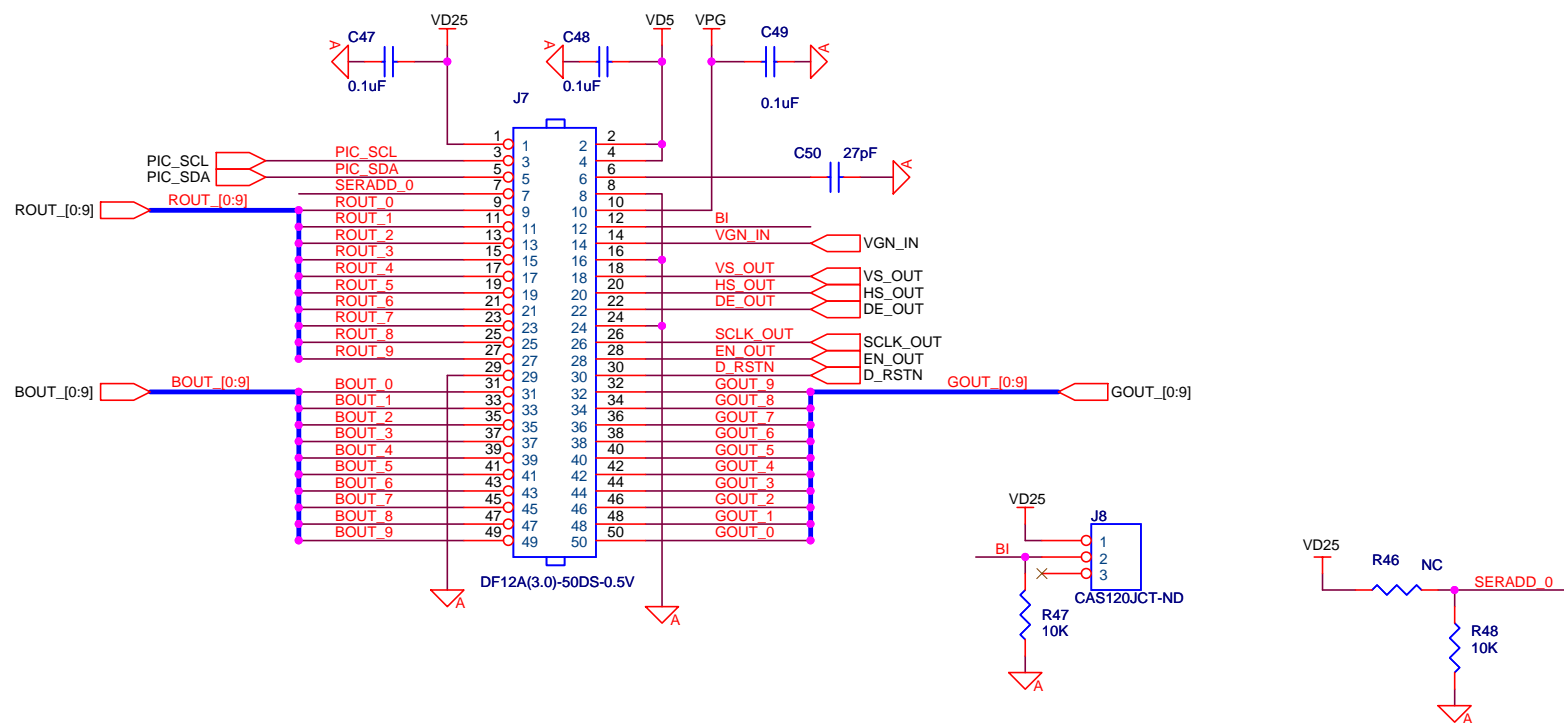 VD25
VD5
VPG
A
C47
0.1uF
A
C48
0.1uF
C49
0.1uF
A
J7
C50
27pF
A
PIC_SCL
PIC_SDA
ROUT_[0:9]
ROUT_[0:9]
BOUT_[0:9]
BOUT_[0:9]
PIC_SCL 3 3
PIC_SDA 5 5
1 1
SERADD_0 7 7
ROUT_0 9 9
ROUT_1 11 11
ROUT_2 13 13
ROUT_3 15 15
ROUT_4 17 17
ROUT_5 19 19
ROUT_6 21 21
ROUT_7 23 23
ROUT_8 25 25
ROUT_9 27 27
29 29
BOUT_0 31 31
BOUT_1 33 33
BOUT_2 35 35
BOUT_3 37 37
BOUT_4 39 39
BOUT_5 41 41
BOUT_6 43 43
BOUT_7 45 45
BOUT_8 47 47
BOUT_9 49 49
2 2
4 4
6 6
8 8
10 10
12 12 BI
14 14 VGN_IN VGN_IN
16 16
18 18 VS_OUT VS_OUT
20 20 HS_OUT HS_OUT
22 22 DE_OUT DE_OUT
24 24
26 26 SCLK_OUT SCLK_OUT
28 28 EN_OUT EN_OUT
30 30 D_RSTN D_RSTN
32 32 GOUT_9
34 34 GOUT_8
36 36 GOUT_7
38 38 GOUT_6
40 40 GOUT_5
42 42 GOUT_4
44 44 GOUT_3
46 46 GOUT_2
48 48 GOUT_1
50 50 GOUT_0
GOUT_[0:9]
GOUT_[0:9]
DF12A(3.0)-50DS-0.5V
A
A
VD25
J8
BI
1
2
3
CAS120JCT-ND
R47
10K
A
VD25
R46
NC
SERADD_0
R48
10K
A